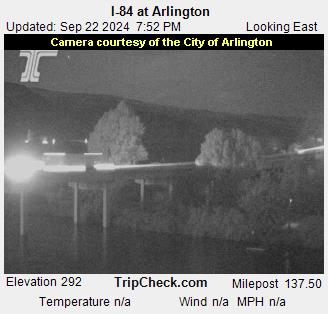 I-84 at Arlington
Updated: Sep 22 2024 7:52 PM Looking East
Camera courtesy of the City of Arlington
Elevation 292 TripCheck.com Milepost 137.50
Temperature n/a Wind n/a MPH n/a